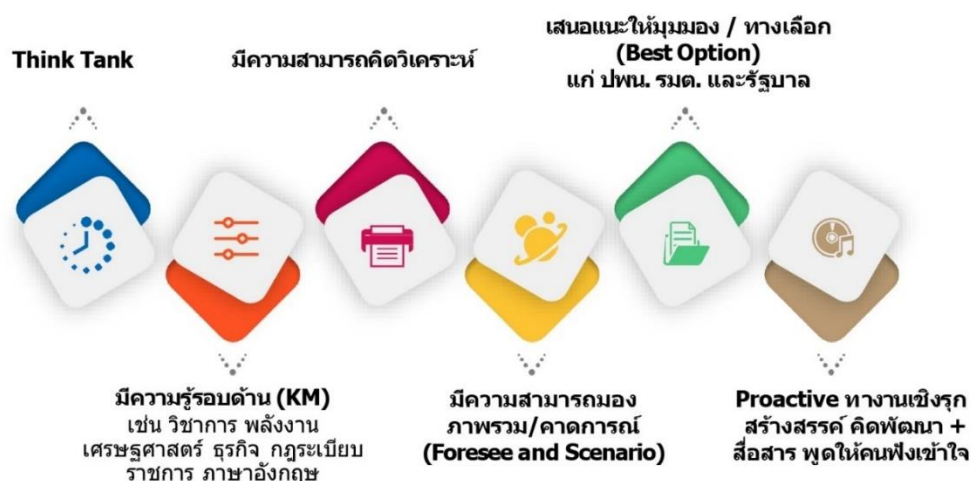 Think Tank
มีความสามารถคิดวิเคราะห์
เสนอแนะให้มุมมอง / ทางเลือก
(Best Option)
แก่ ปพน. รมต. และรัฐบาล
มีความรู้รอบด้าน (KM)
เช่น วิชาการ พลังงาน
เศรษฐศาสตร์ ธุรกิจ กฎระเบียบ
ราชการ ภาษาอังกฤษ
มีความสามารถมอง
ภาพรวม/คาดการณ์
(Foresee and Scenario)
Proactive ทางานเชิงรุก
สร้างสรรค์ คิดพัฒนา +
สื่อสาร พูดให้คนฟังเข้าใจ